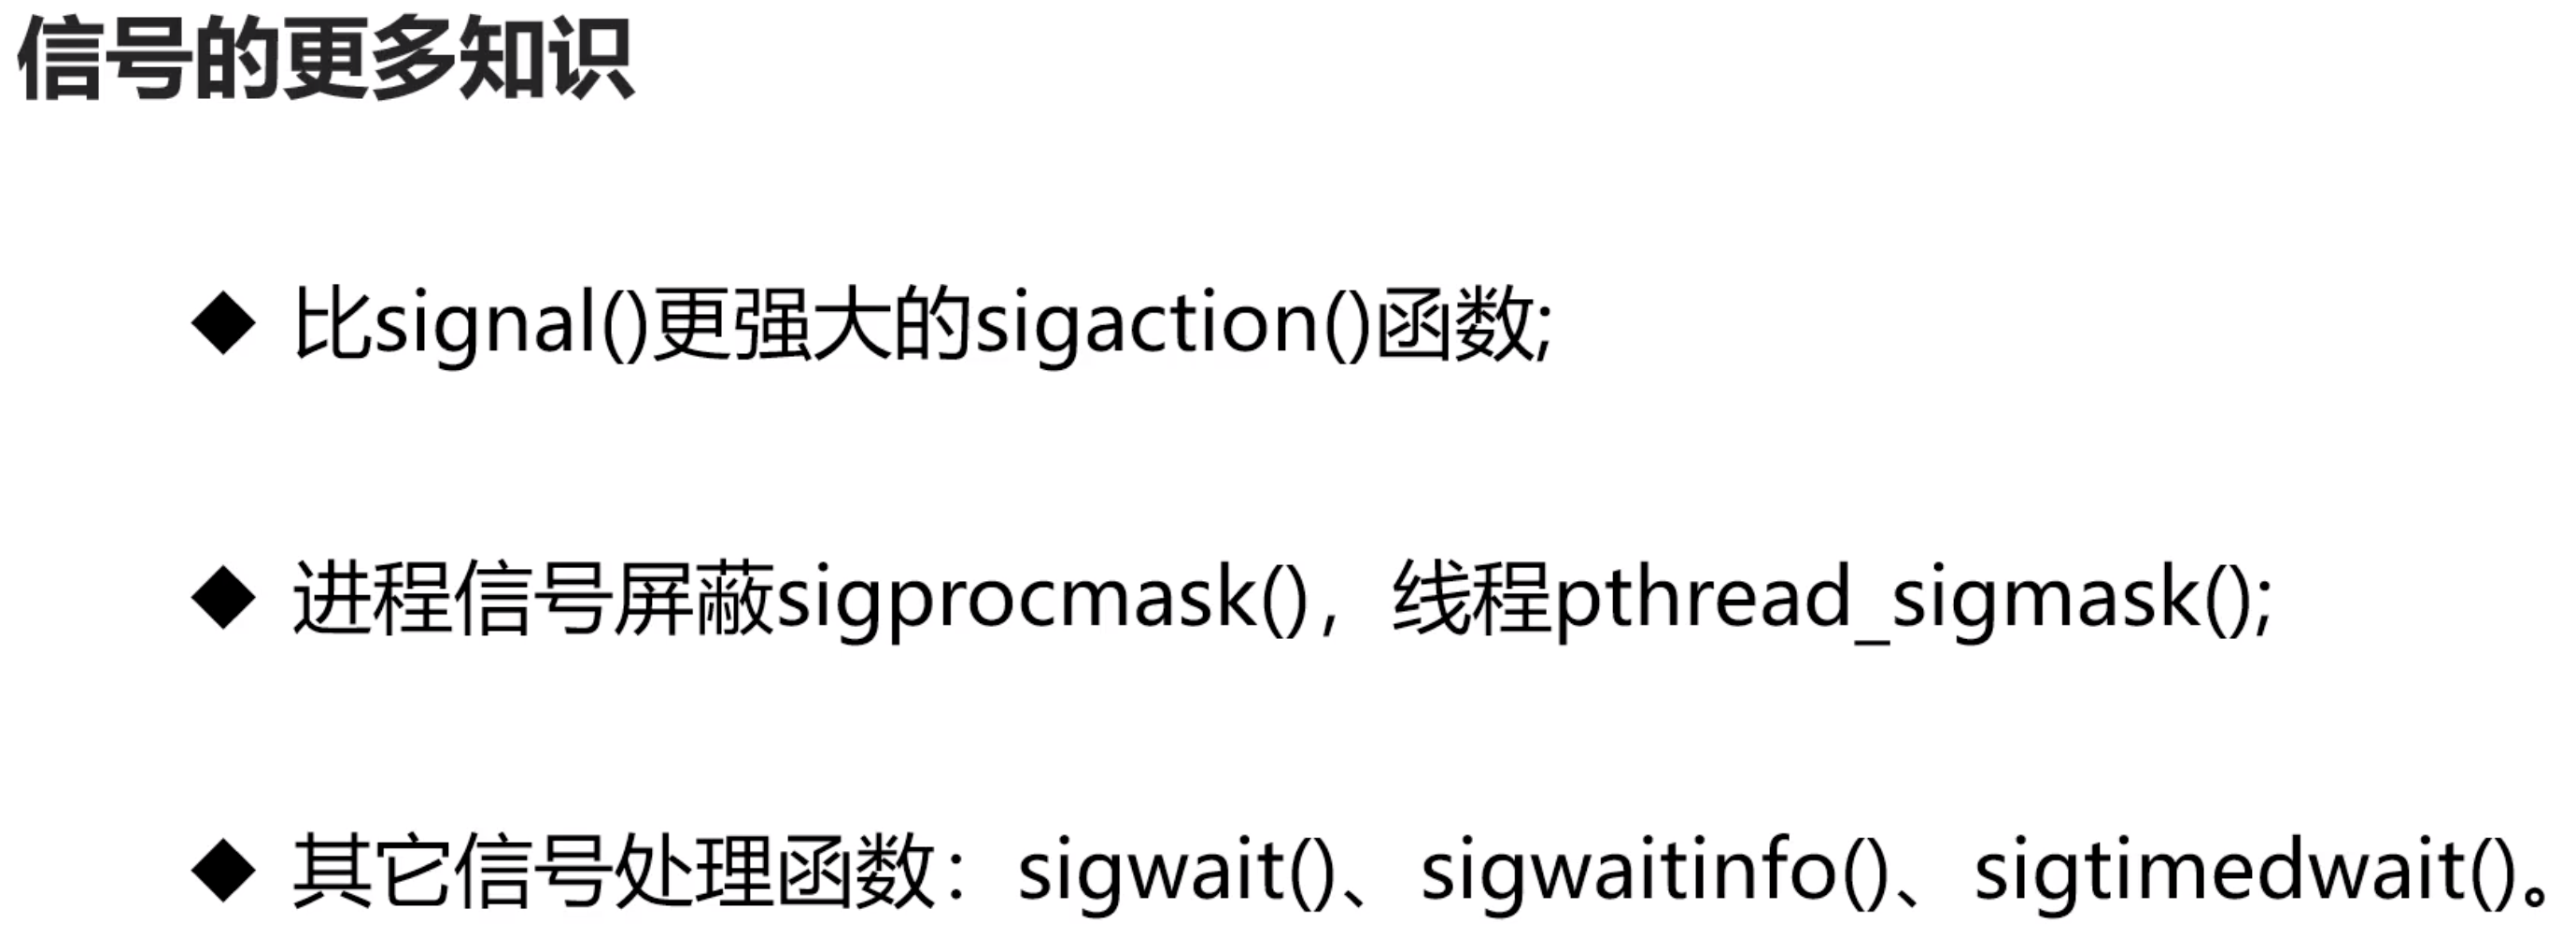 信号的更多知识
◆ 比signal()更强大的sigaction()函数;
◆ 进程信号屏蔽sigprocmask()，线程pthread_sigmask();
◆ 其它信号处理函数：sigwait()、sigwaitinfo()、sigtimedwait()。